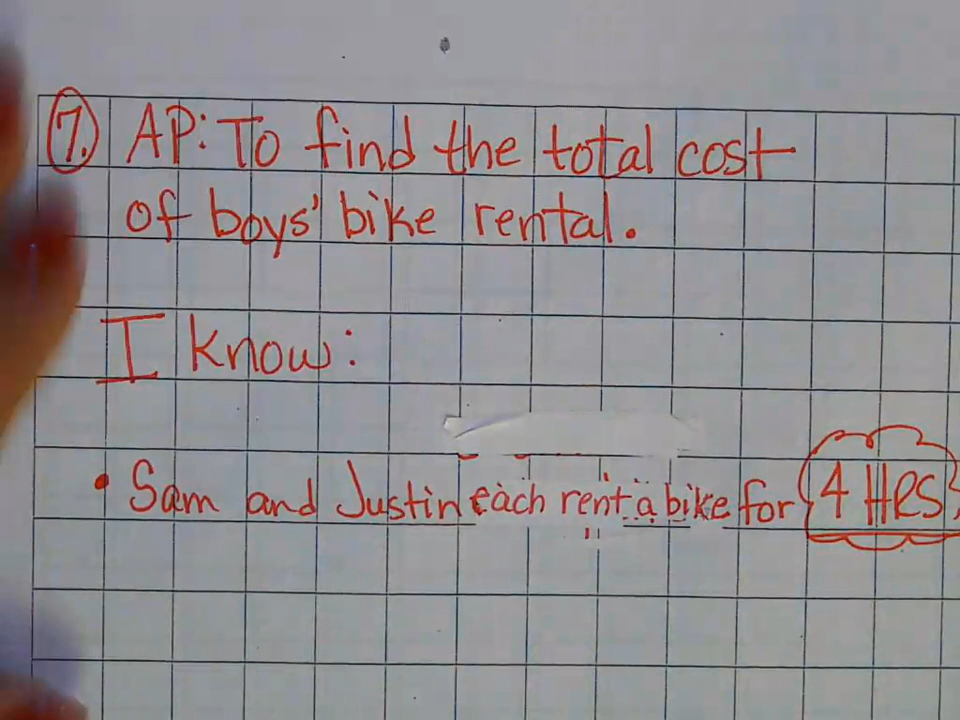 7. AP: To find the total cost
of boys' bike rental.
I know:
• Sam and Justin each rent a bike for 4 HRS